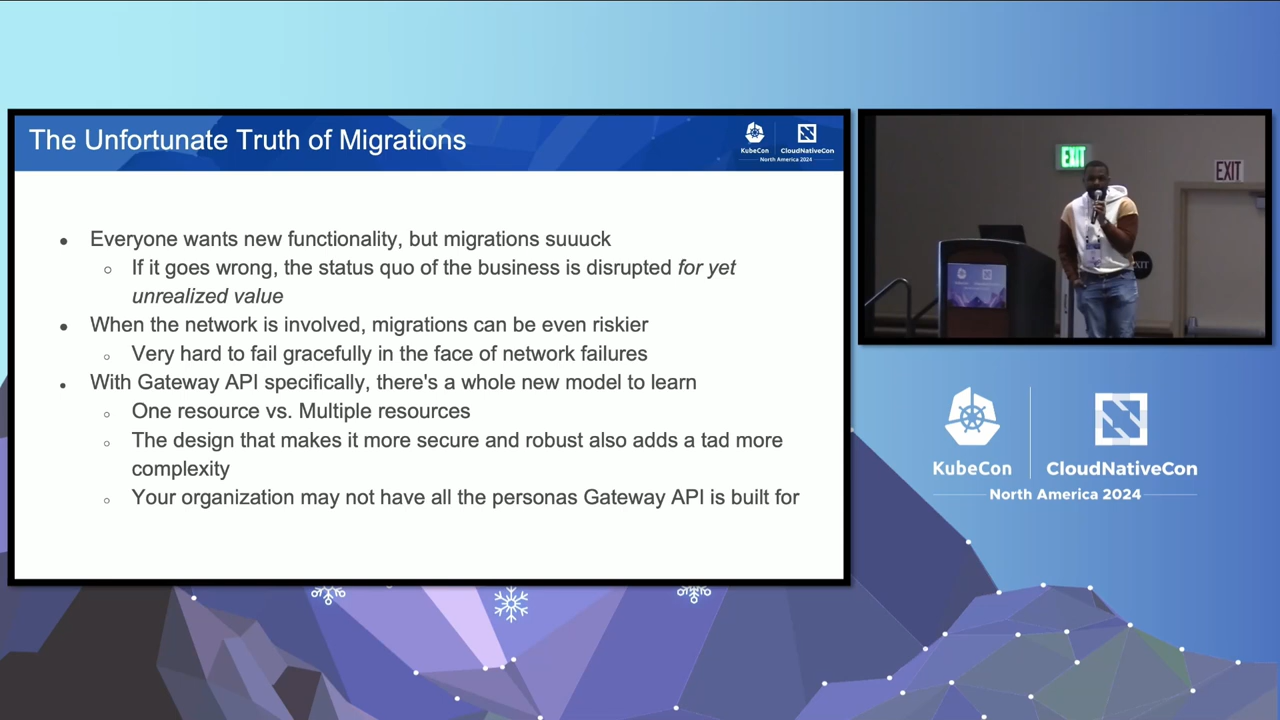 The Unfortunate Truth of Migrations
KubeCon
CloudNativeCon
North America 2024
• Everyone wants new functionality, but migrations suuuck
○ If it goes wrong, the status quo of the business is disrupted for yet
unrealized value
• When the network is involved, migrations can be even riskier
○ Very hard to fail gracefully in the face of network failures
• With Gateway API specifically, there's a whole new model to learn
○ One resource vs. Multiple resources
○ The design that makes it more secure and robust also adds a tad more
complexity
○ Your organization may not have all the personas Gateway API is built for
EXIT
EXIT
EXIT
KubeCon
CloudNativeCon
North America 2024